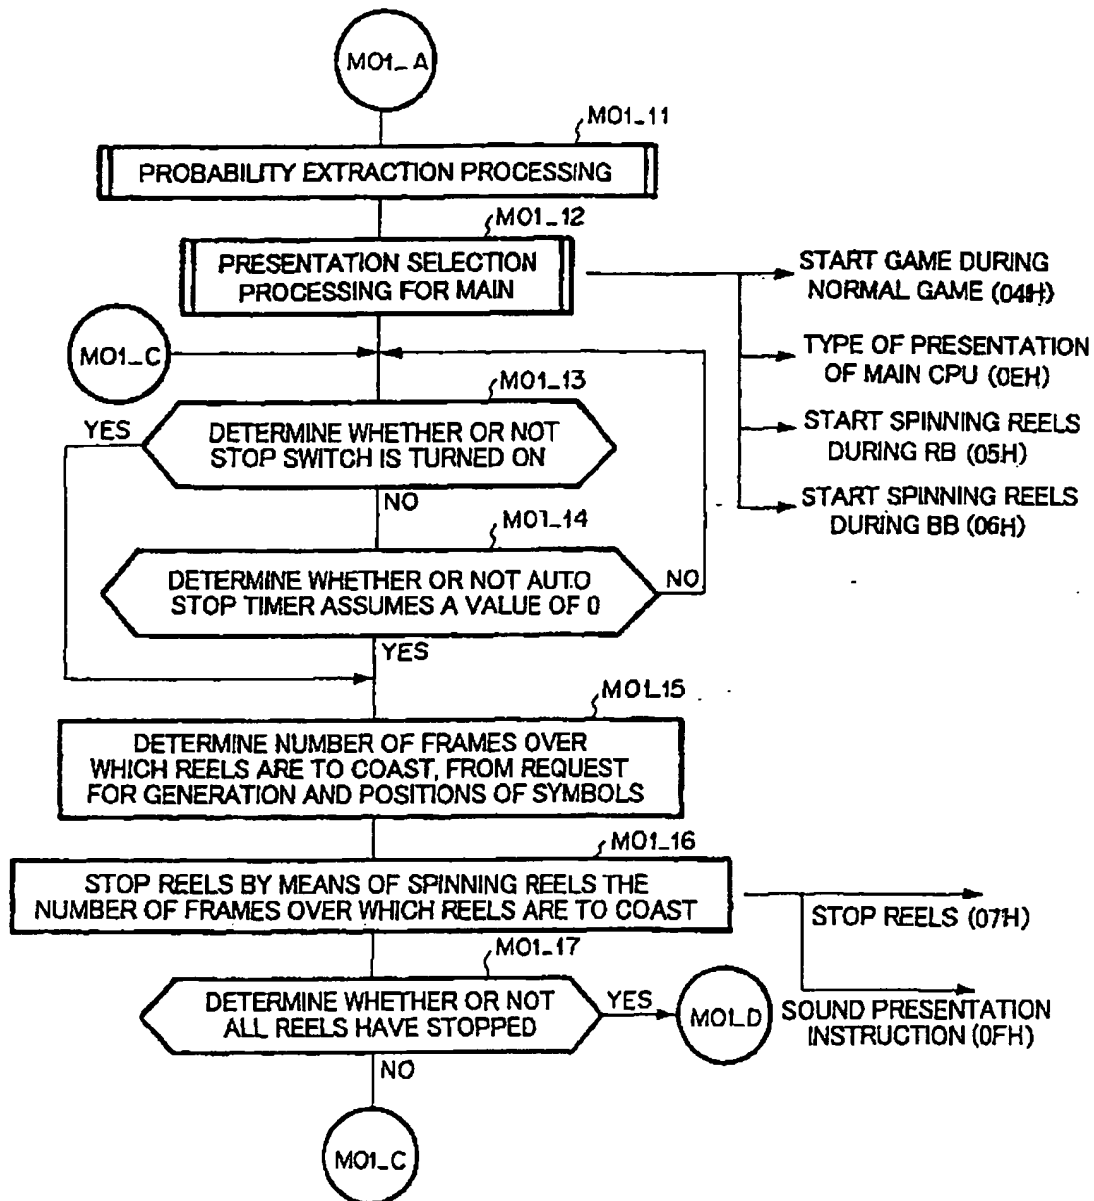 M01_A
M01_11
PROBABILITY EXTRACTION PROCESSING
M01_12
PRESENTATION SELECTION
PROCESSING FOR MAIN
START GAME DURING
NORMAL GAME (04H)
TYPE OF PRESENTATION
OF MAIN CPU (0EH)
START SPINNING REELS
DURING RB (05H)
START SPINNING REELS
DURING BB (06H)
M01_C
M01_13
YES
DETERMINE WHETHER OR NOT
STOP SWITCH IS TURNED ON
NO
M01_14
DETERMINE WHETHER OR NOT AUTO
STOP TIMER ASSUMES A VALUE OF 0
NO
YES
M01_15
DETERMINE NUMBER OF FRAMES OVER
WHICH REELS ARE TO COAST, FROM REQUEST
FOR GENERATION AND POSITIONS OF SYMBOLS
M01_16
STOP REELS BY MEANS OF SPINNING REELS THE
NUMBER OF FRAMES OVER WHICH REELS ARE TO COAST
STOP REELS (07H)
SOUND PRESENTATION
INSTRUCTION (0FH)
M01_17
DETERMINE WHETHER OR NOT
ALL REELS HAVE STOPPED
YES
M01_D
NO
M01_C